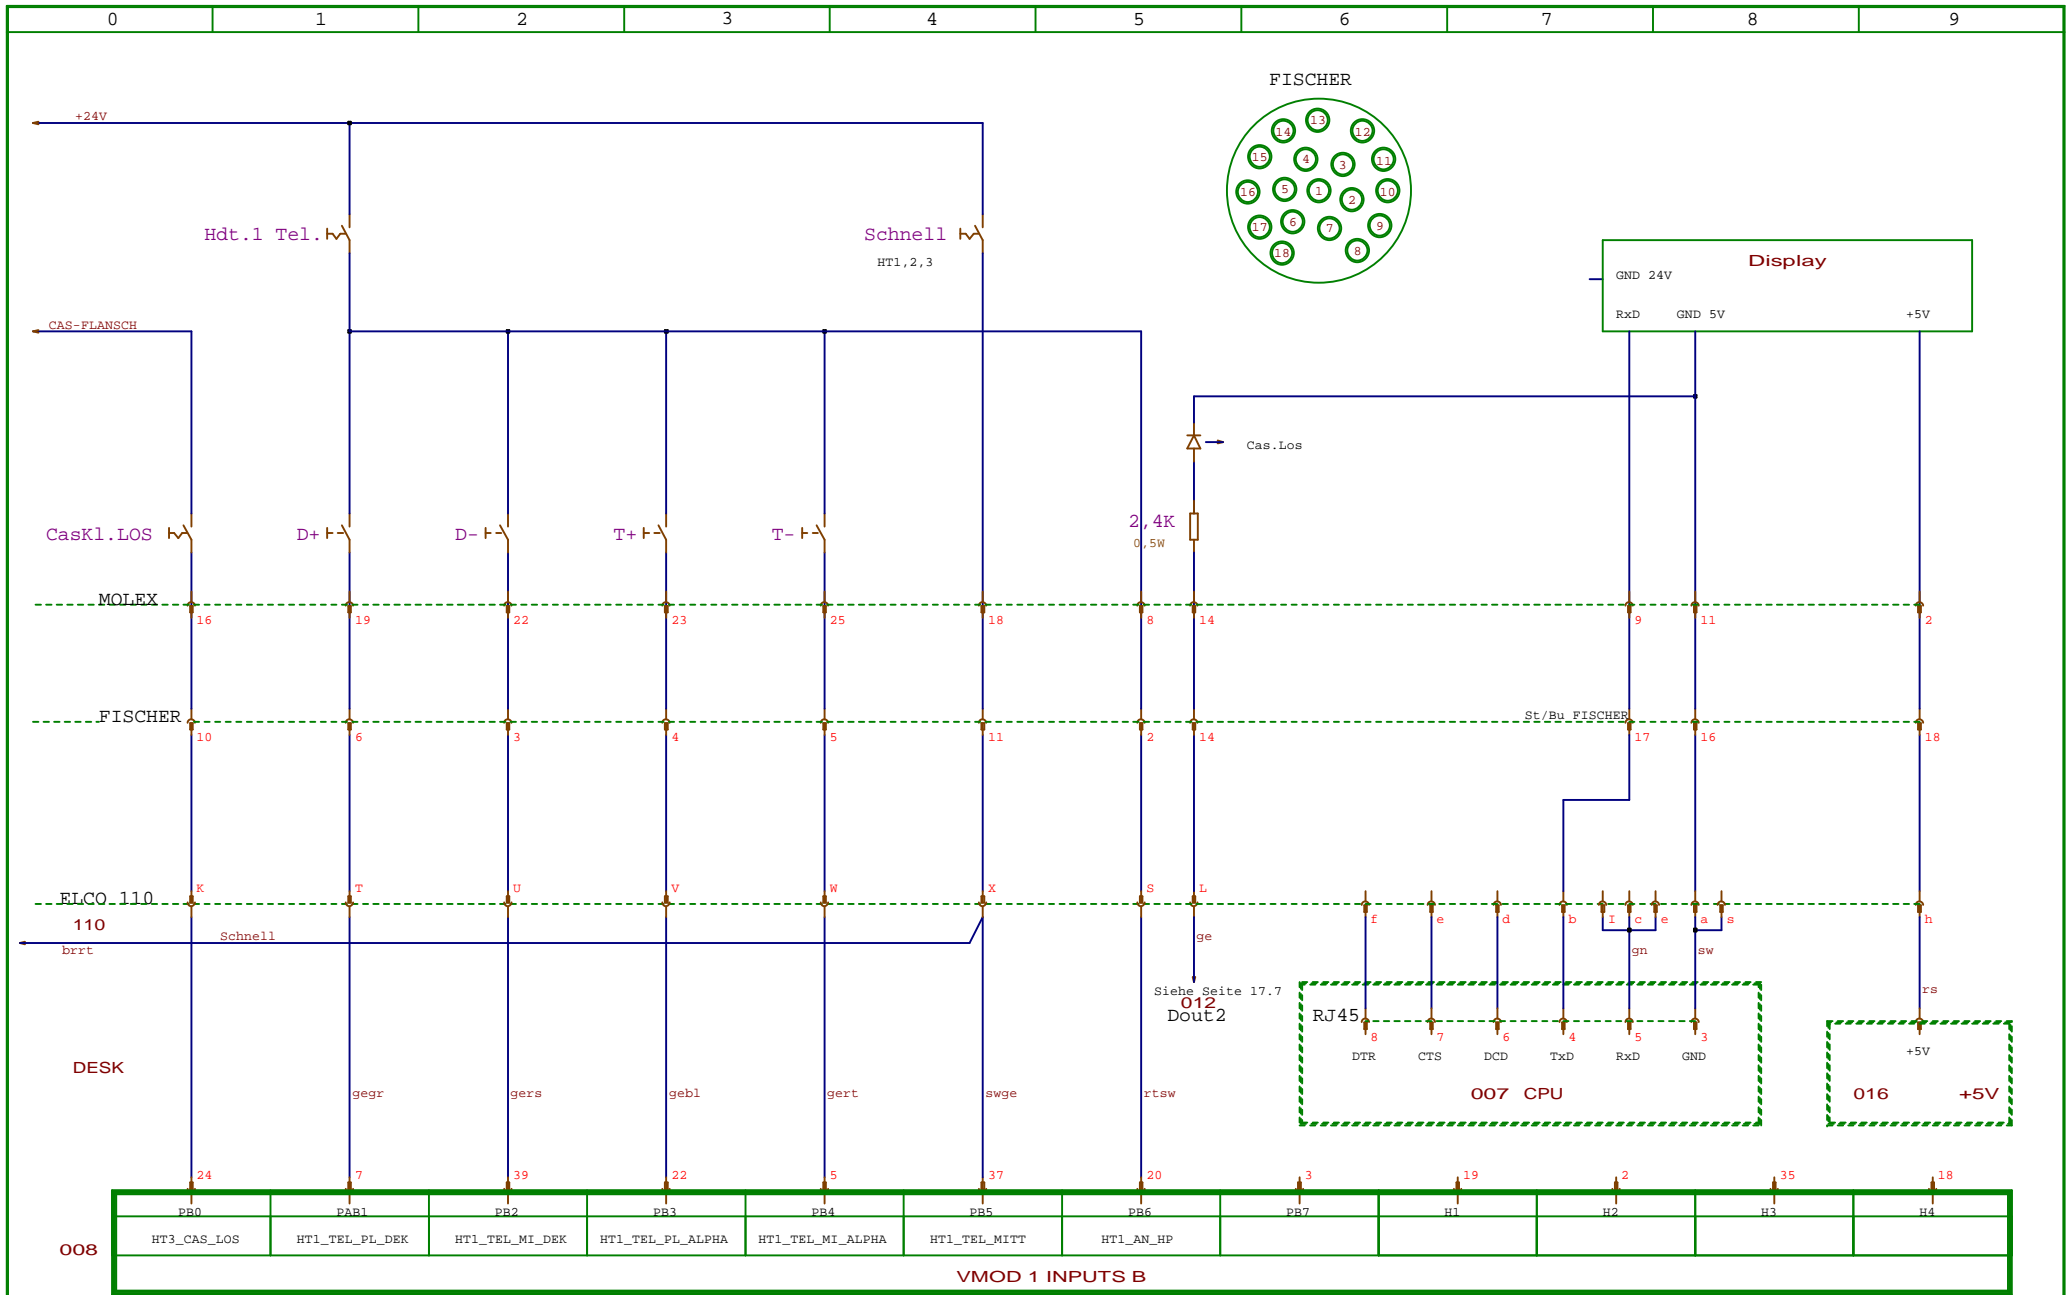 0 1 2 3 4 5 6 7 8 9
FISCHER
+24V
13
14 12
15 4 3 11
16 5 1 2 10
17 6 7 9
18 8
Hdt.1 Tel.
Schnell
HT1,2,3
Display
GND 24V
RxD GND 5V +5V
CAS-FLANSCH
Cas.Los
CasKl.LOS D+ D- T+ T- 2,4K
0,5W
MOLEX
16 19 22 23 25 18 8 14 9 11 2
FISCHER St/Bu FISCHER
10 6 3 4 5 11 2 14 17 16 18
K T U V W X S L
ELCO 110
f e d b I c e a s h
110
Schnell
ge
brrt
gn sw
Siehe Seite 17.7
012
Dout2
rs
RJ45
8 7 6 4 5 3
DTR CTS DCD TxD RxD GND
+5V
DESK
gegr gers gebl gert swge rtsw
007 CPU
016 +5V
24 7 39 22 5 37 20 3 19 2 35 18
PB0 PAB1 PB2 PB3 PB4 PB5 PB6 PB7 H1 H2 H3 H4
008
HT3_CAS_LOS HT1_TEL_PL_DEK HT1_TEL_MI_DEK HT1_TEL_PL_ALPHA HT1_TEL_MI_ALPHA HT1_TEL_MITT HT1_AN_HP
VMOD 1 INPUTS B